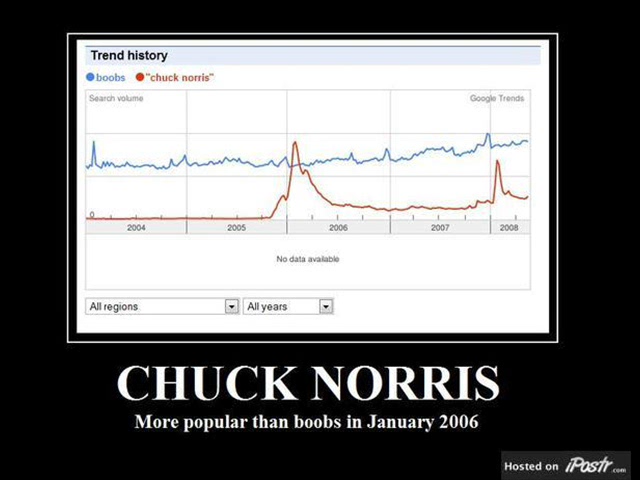 Trend history
boobs "chuck norris"
Search volume Google Trends
0
2004 2005 2006 2007 2008
No data available
All regions All years
CHUCK NORRIS
More popular than boobs in January 2006
Hosted on iPostr.com